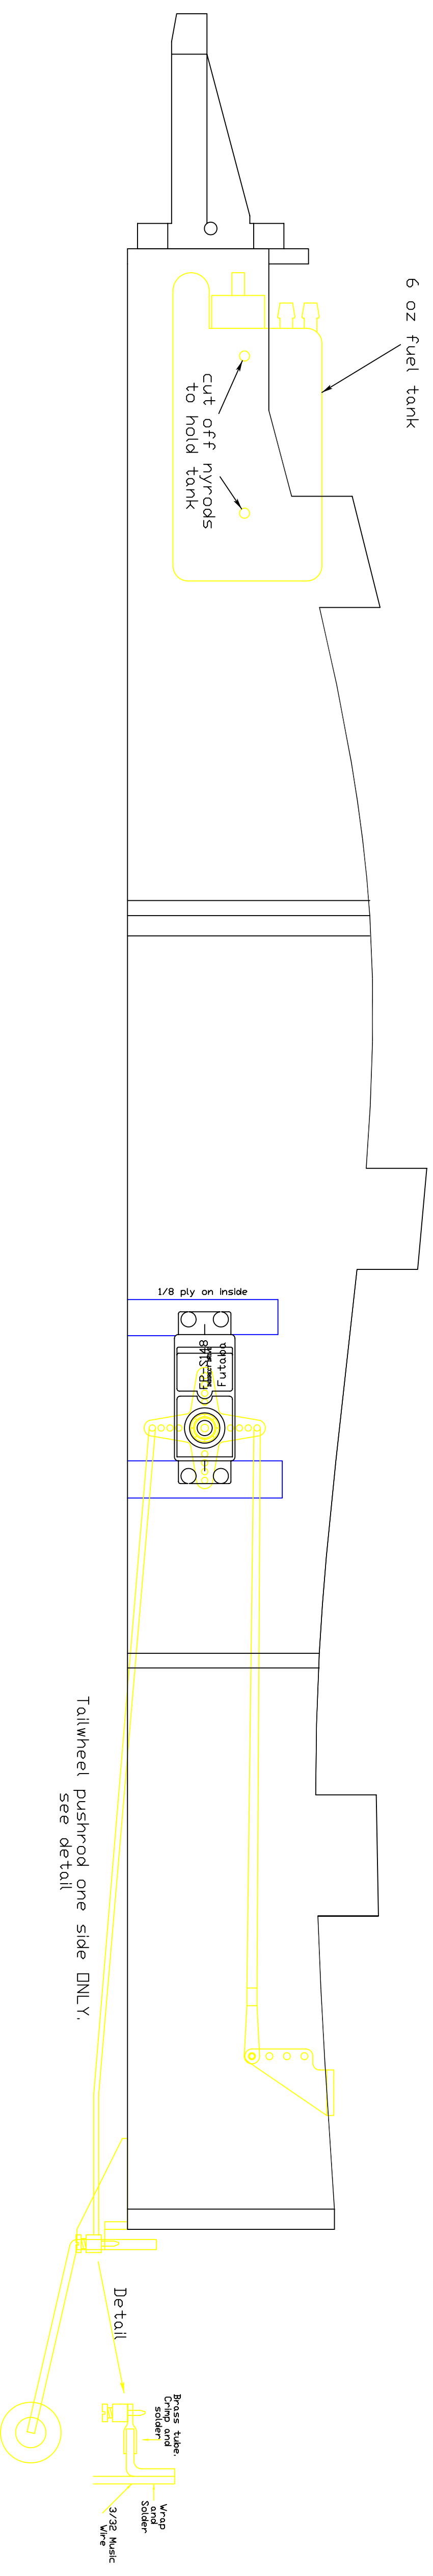 6 oz fuel tank
cut off nyrods
to hold tank
1/8 ply on inside
FP-S148
Futaba
Tailwheel pushrod one side ONLY.
see detail
Detail
Brass tube.
Crimp and
solder
Wrap
and
Solder
3/32 Music
Wire